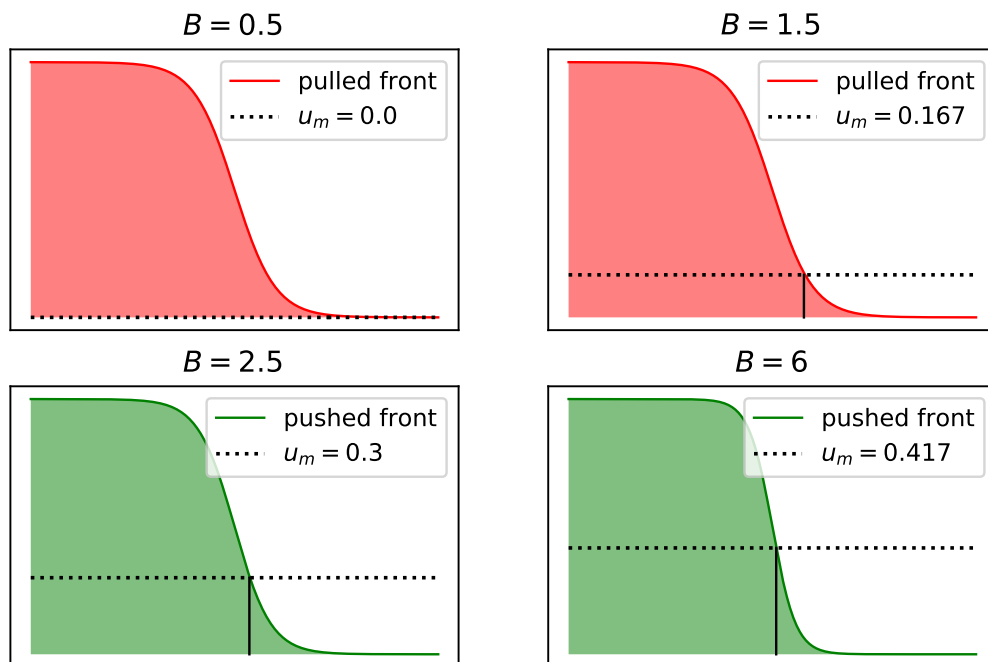 B = 0.5
pulled front
u_m = 0.0
B = 1.5
pulled front
u_m = 0.167
B = 2.5
pushed front
u_m = 0.3
B = 6
pushed front
u_m = 0.417